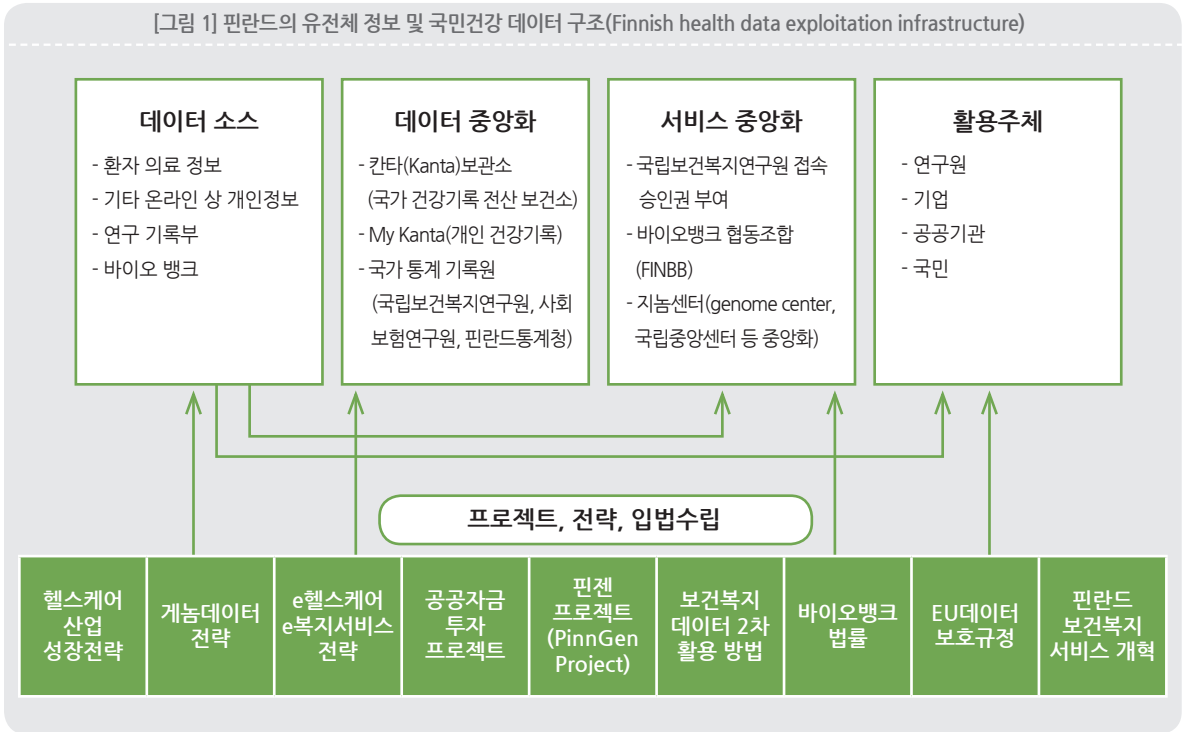 [그림 1] 핀란드의 유전체 정보 및 국민건강 데이터 구조(Finnish health data exploitation infrastructure)
데이터 소스
- 환자 의료 정보
- 기타 온라인 상 개인정보
- 연구 기록부
- 바이오 뱅크
데이터 중앙화
- 칸타(Kanta)보관소
(국가 건강기록 전산 보건소)
- My Kanta(개인 건강기록)
- 국가 통계 기록원
(국립보건복지연구원, 사회
보험연구원, 핀란드통계청)
서비스 중앙화
- 국립보건복지연구원 접속
승인권 부여
- 바이오뱅크 협동조합
(FINBB)
- 지놈센터(genome center,
국립중앙센터 등 중앙화)
활용주체
- 연구원
- 기업
- 공공기관
- 국민
프로젝트, 전략, 입법수립
헬스케어
산업
성장전략
게놈데이터
전략
e헬스케어
e복지서비스
전략
공공자금
투자
프로젝트
핀젠
프로젝트
(PinnGen
Project)
보건복지
데이터 2차
활용 방법
바이오뱅크
법률
EU데이터
보호규정
핀란드
보건복지
서비스 개혁